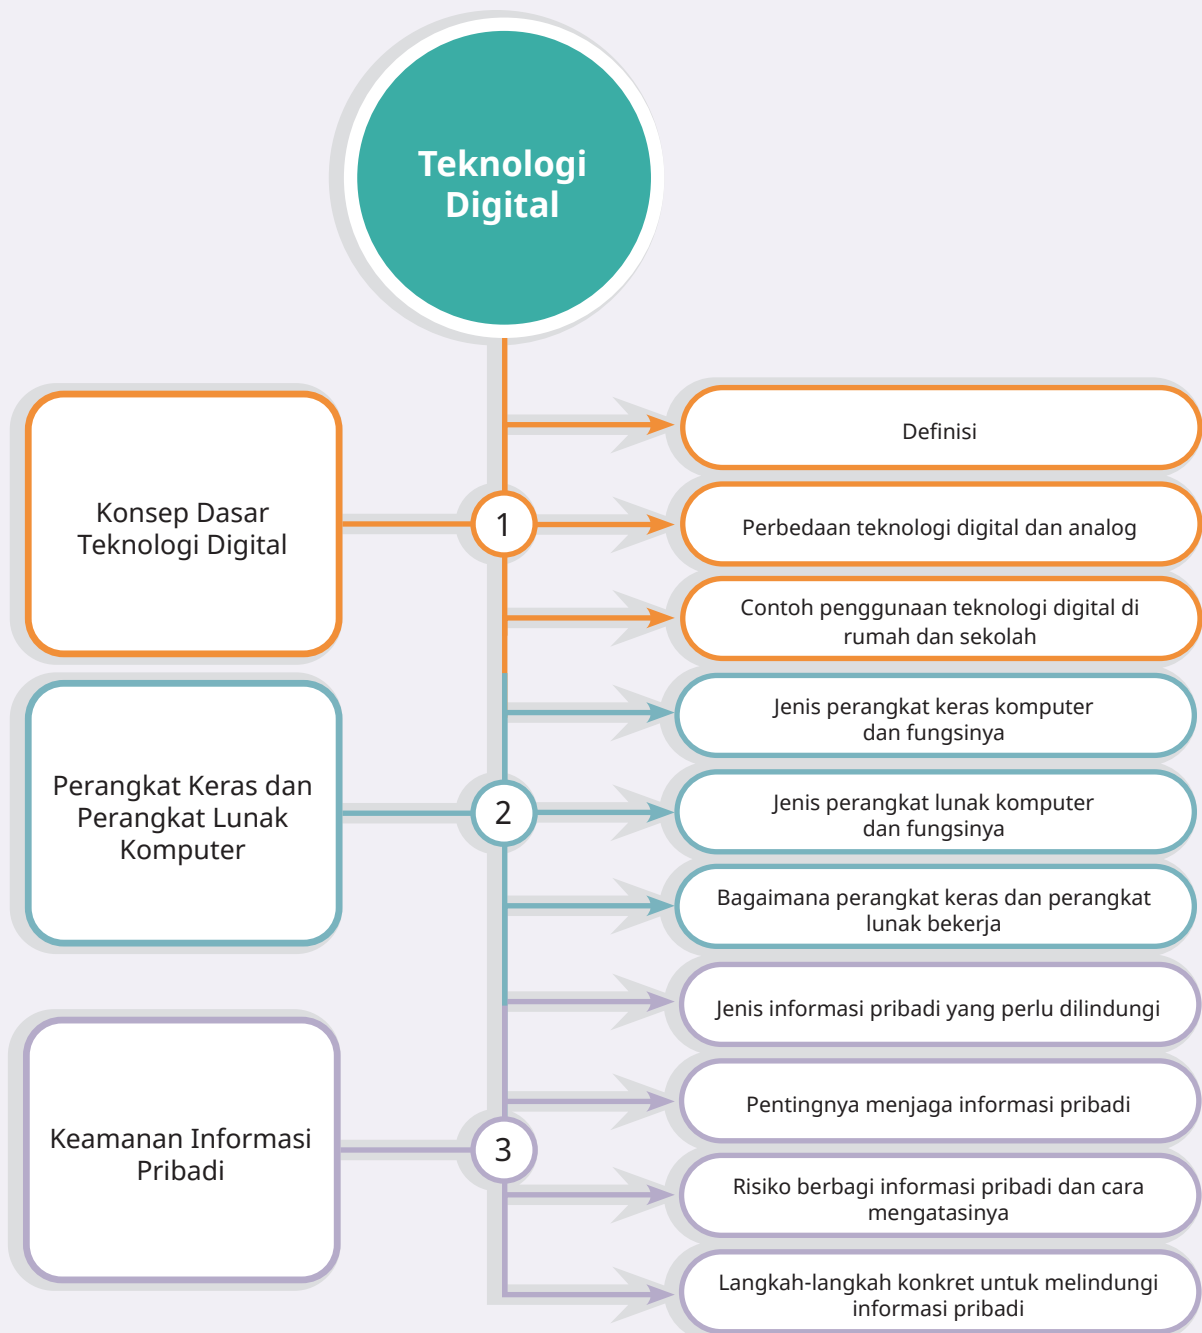 Teknologi
Digital
Konsep Dasar
Teknologi Digital
1
Definisi
Perbedaan teknologi digital dan analog
Contoh penggunaan teknologi digital di
rumah dan sekolah
Perangkat Keras dan
Perangkat Lunak
Komputer
2
Jenis perangkat keras komputer
dan fungsinya
Jenis perangkat lunak komputer
dan fungsinya
Bagaimana perangkat keras dan perangkat
lunak bekerja
Keamanan Informasi
Pribadi
3
Jenis informasi pribadi yang perlu dilindungi
Pentingnya menjaga informasi pribadi
Risiko berbagi informasi pribadi dan cara
mengatasinya
Langkah-langkah konkret untuk melindungi
informasi pribadi